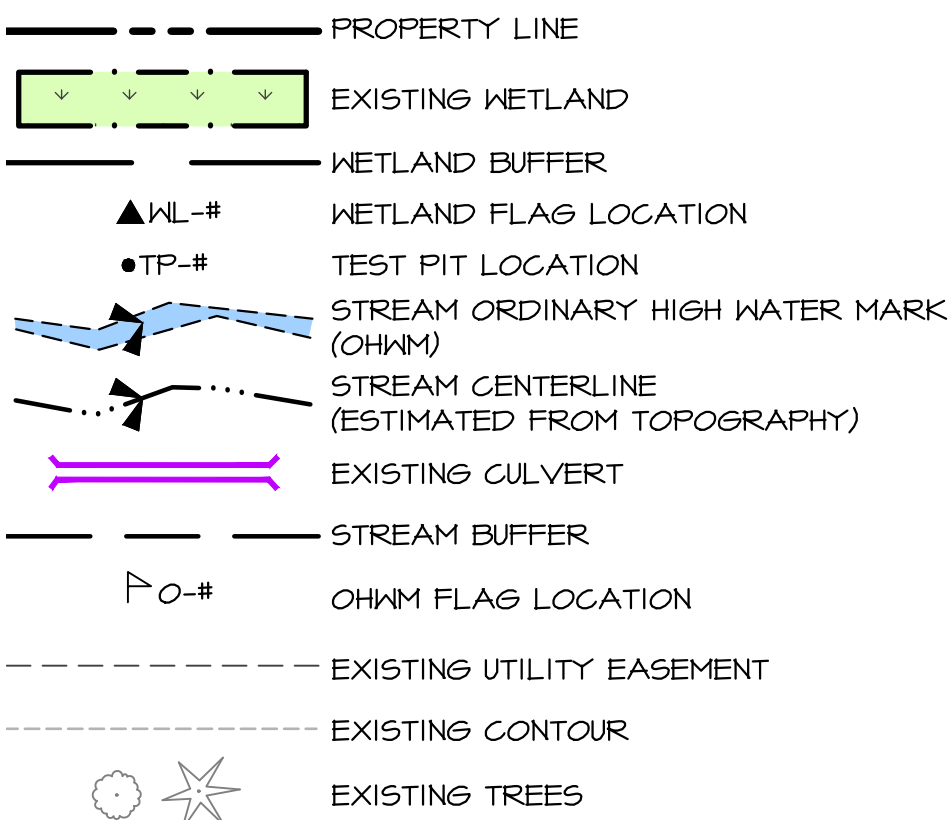 PROPERTY LINE
EXISTING WETLAND
WETLAND BUFFER
WL-# WETLAND FLAG LOCATION
TP-# TEST PIT LOCATION
STREAM ORDINARY HIGH WATER MARK
(OHWM)
STREAM CENTERLINE
(ESTIMATED FROM TOPOGRAPHY)
EXISTING CULVERT
STREAM BUFFER
O-# OHWM FLAG LOCATION
EXISTING UTILITY EASEMENT
EXISTING CONTOUR
EXISTING TREES